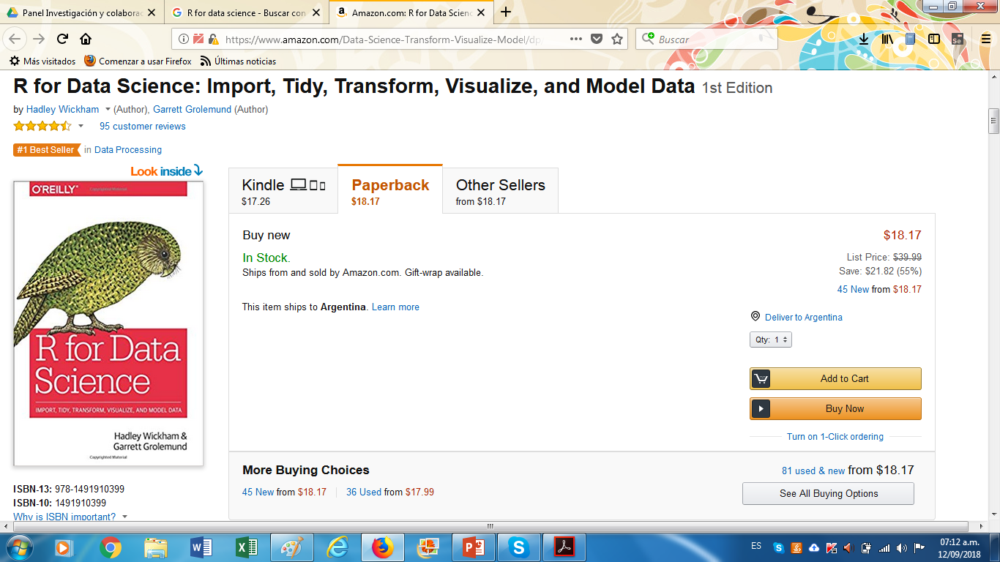 Panel Investigación y colaborac
R for data science - Buscar con
Amazon.com: R for Data Scienc
https://www.amazon.com/Data-Science-Transform-Visualize-Model/dp
Buscar
Más visitados
Comenzar a usar Firefox
Últimas noticias
R for Data Science: Import, Tidy, Transform, Visualize, and Model Data 1st Edition
by Hadley Wickham (Author), Garrett Grolemund (Author)
95 customer reviews
#1 Best Seller in Data Processing
Look inside
O'REILLY®
Copyrighted Material
R for Data
Science
IMPORT, TIDY, TRANSFORM, VISUALIZE, AND MODEL DATA
Hadley Wickham &
Garrett Grolemund
Copyrighted Material
ISBN-13: 978-1491910399
ISBN-10: 1491910399
Why is ISBN important?
Kindle
$17.26
Paperback
$18.17
Other Sellers
from $18.17
Buy new
$18.17
In Stock.
Ships from and sold by Amazon.com. Gift-wrap available.
This item ships to Argentina. Learn more
List Price: $39.99
Save: $21.82 (55%)
45 New from $18.17
Deliver to Argentina
Qty: 1
Add to Cart
Buy Now
Turn on 1-Click ordering
More Buying Choices
45 New from $18.17 | 36 Used from $17.99
81 used & new from $18.17
See All Buying Options
ES
07:12 a.m.
12/09/2018